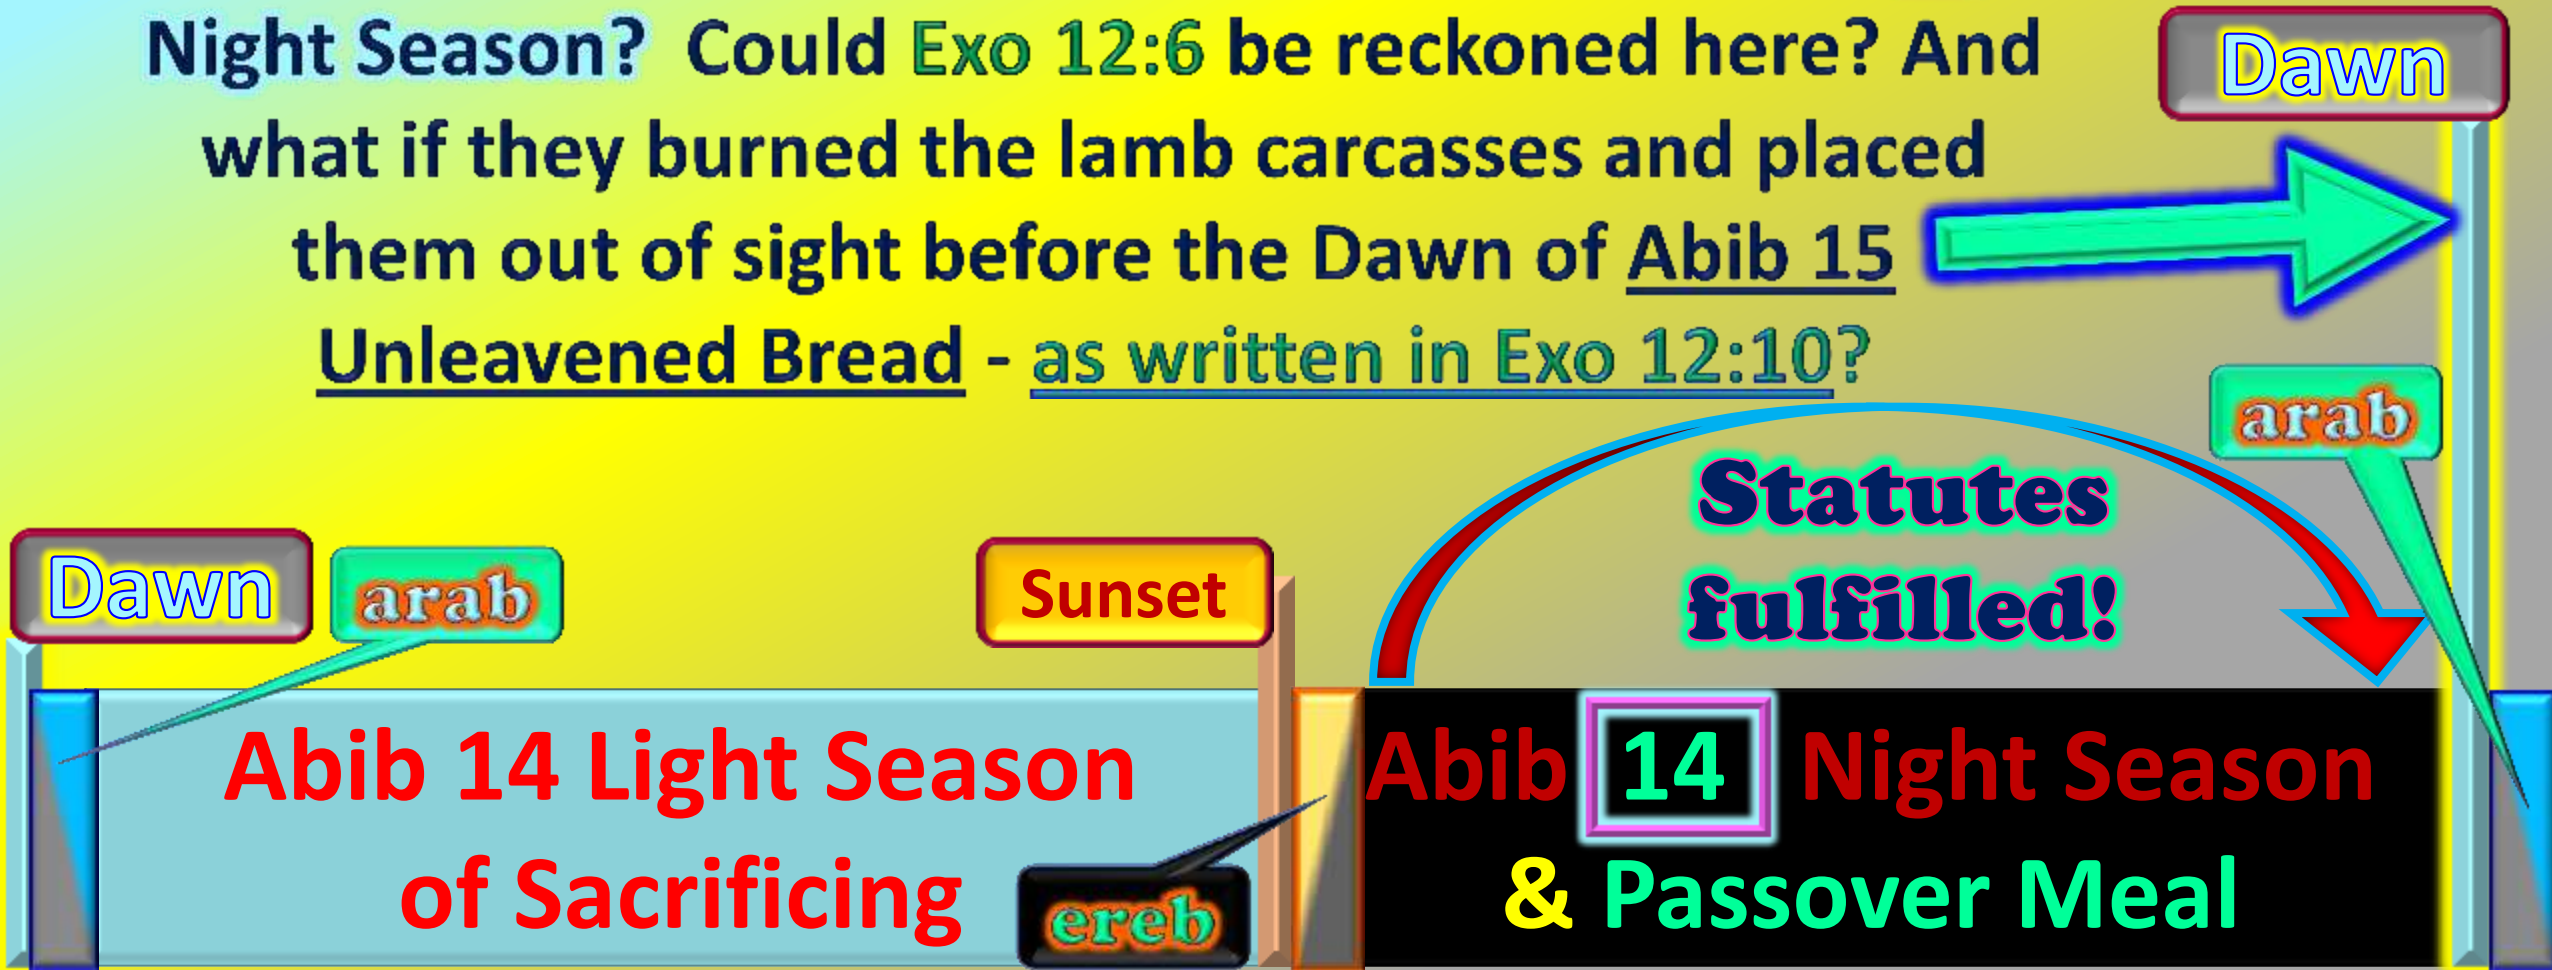 Night Season? Could Exo 12:6 be reckoned here? And
what if they burned the lamb carcasses and placed
them out of sight before the Dawn of Abib 15
Unleavened Bread - as written in Exo 12:10?
Dawn
arab
Statutes
fulfilled!
Dawn
arab
Sunset
Abib 14 Light Season
of Sacrificing
ereb
Abib 14 Night Season
& Passover Meal